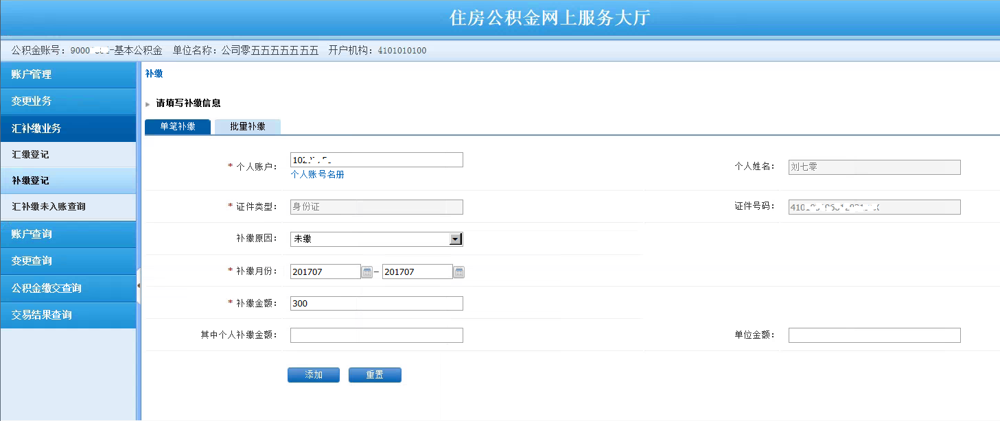 住房公积金网上服务大厅
公积金账号：9000 -基本公积金 单位名称：公司零五五五五五五五 开户机构：4101010100
账户管理
变更业务
汇补缴业务
汇缴登记
补缴登记
汇补缴未入账查询
账户查询
变更查询
公积金缴交查询
交易结果查询
补缴
请填写补缴信息
单笔补缴 批量补缴
* 个人账户： 个人姓名： 刘七零
个人账号名册
* 证件类型： 身份证 证件号码：
补缴原因： 未缴
* 补缴月份： 201707 – 201707
* 补缴金额： 300
其中个人补缴金额： 单位金额：
添加 重置